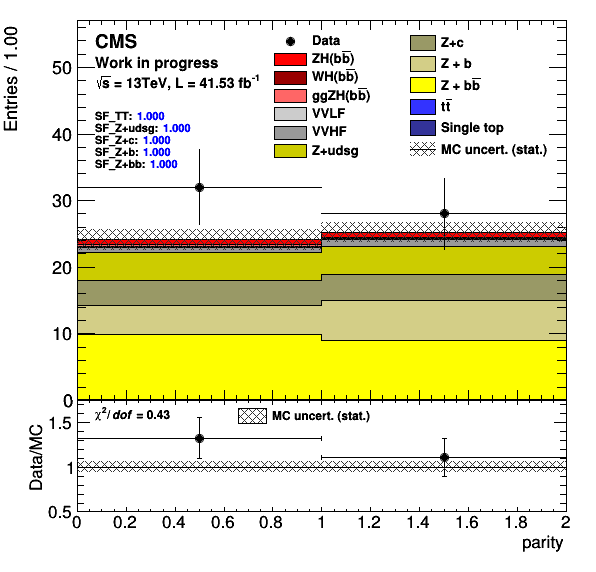 Entries / 1.00
CMS
Work in progress
√s = 13TeV, L = 41.53 fb⁻¹
SF_TT: 1.000
SF_Z+udsg: 1.000
SF_Z+c: 1.000
SF_Z+b: 1.000
SF_Z+bb: 1.000
Data
ZH(bb̅)
WH(bb̅)
ggZH(bb̅)
VVLF
VVHF
Z+udsg
Z+c
Z + b
Z + bb̅
tt̅
Single top
MC uncert. (stat.)
50
40
30
20
10
0
χ²/dof = 0.43
MC uncert. (stat.)
Data/MC
1.5
1
0.5
0 0.2 0.4 0.6 0.8 1 1.2 1.4 1.6 1.8 2
parity